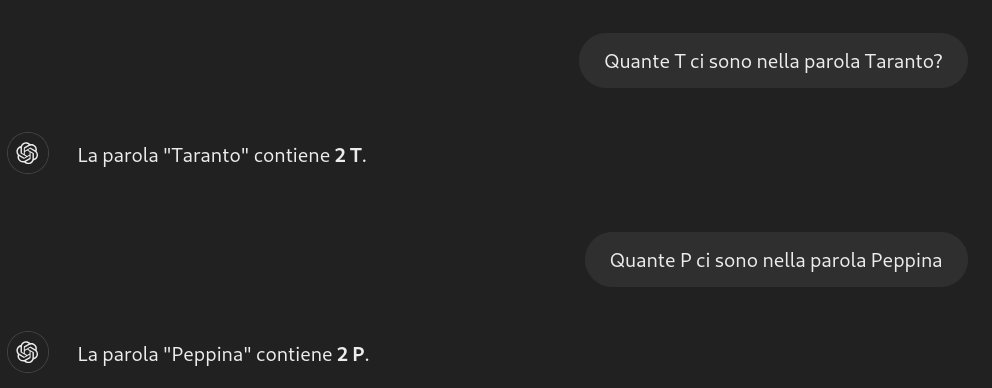 Quante T ci sono nella parola Taranto?
La parola "Taranto" contiene 2 T.
Quante P ci sono nella parola Peppina
La parola "Peppina" contiene 2 P.